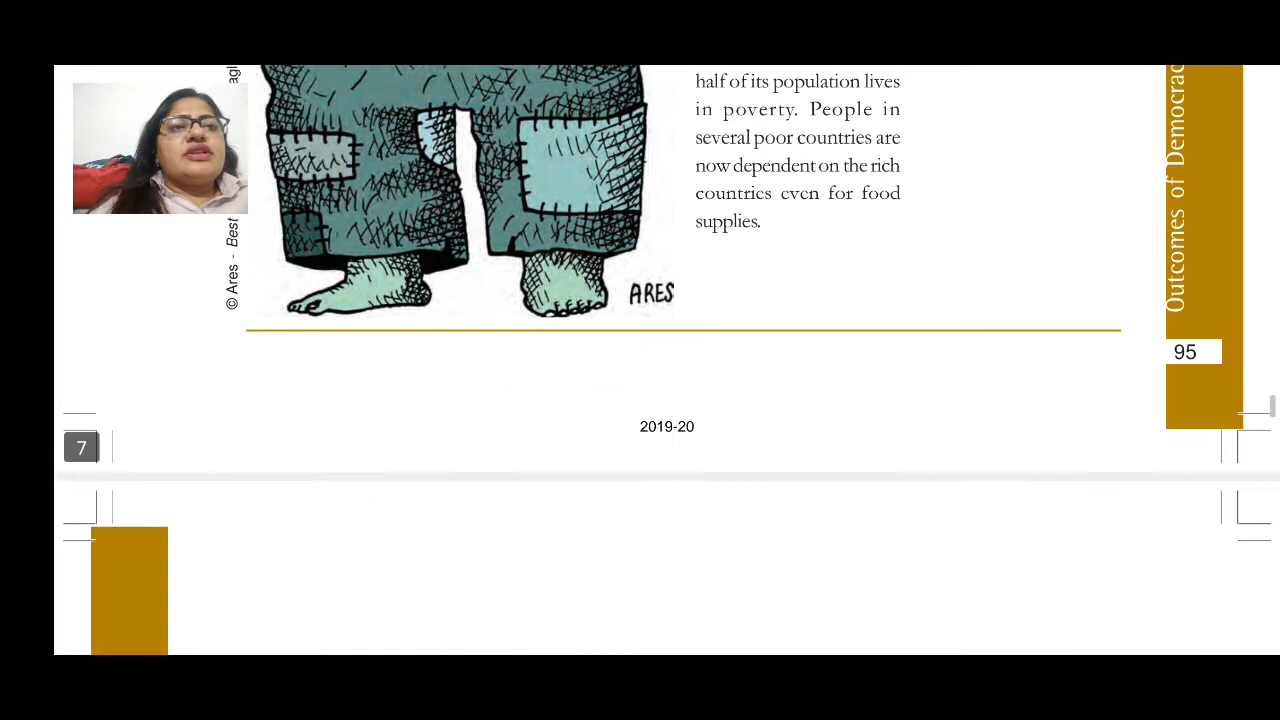 half of its population lives
in poverty. People in
several poor countries are
now dependent on the rich
countries even for food
supplies.
© Ares - Best
ARES
Outcomes of Democrac
95
2019-20
7